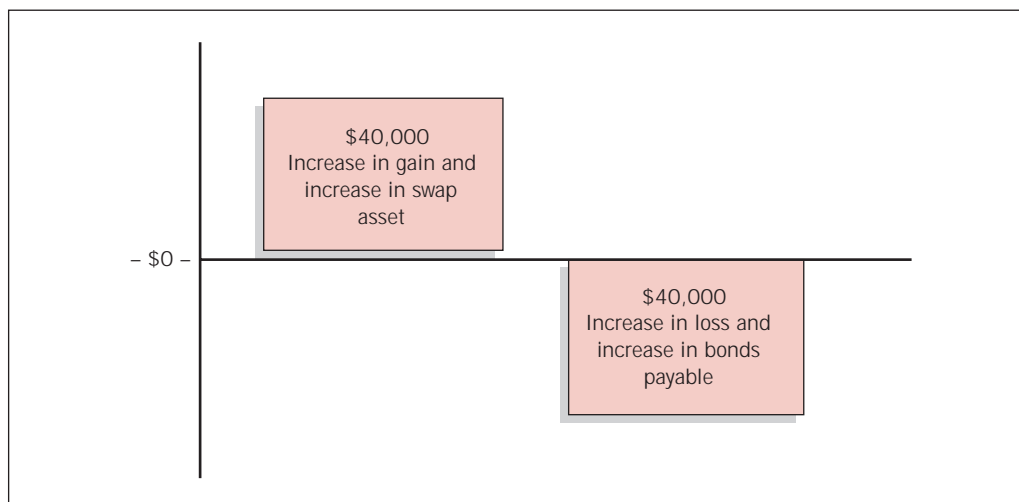 $40,000
Increase in gain and
increase in swap
asset
– $0 –
$40,000
Increase in loss and
increase in bonds
payable